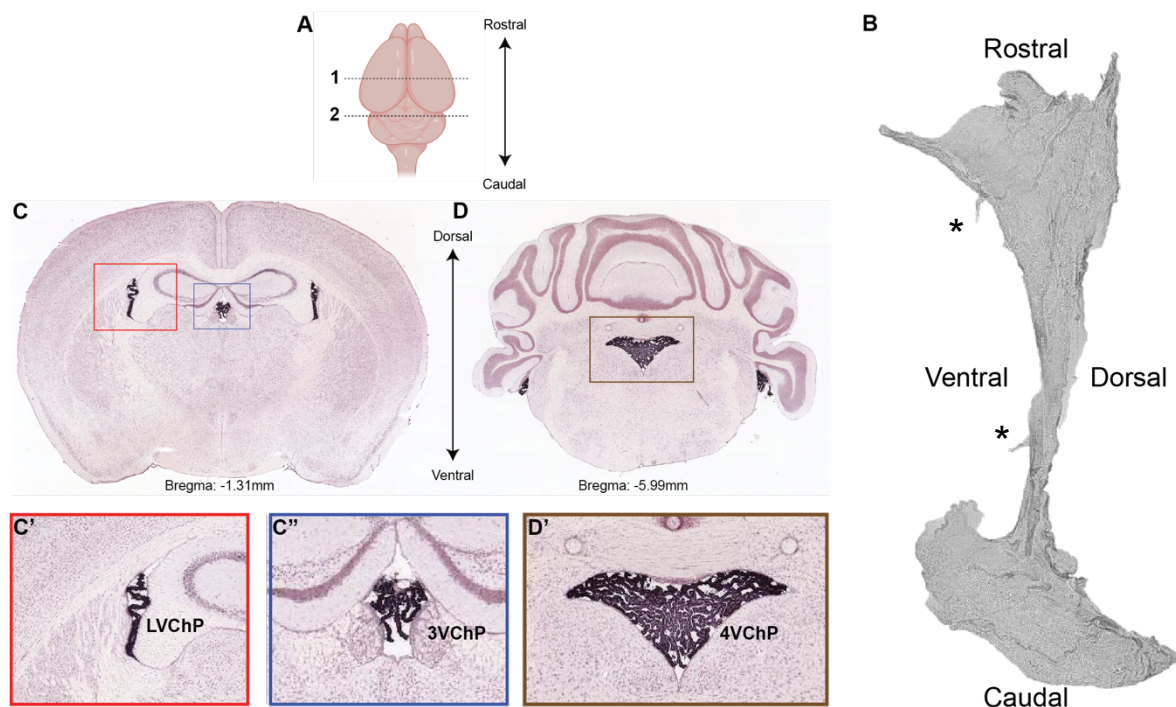 A
Rostral
1
2
Caudal
B
Rostral
*
Ventral
Dorsal
*
Caudal
C
D
Dorsal
Ventral
Bregma: -1.31mm
Bregma: -5.99mm
C'
LVChP
C"
3VChP
D'
4VChP